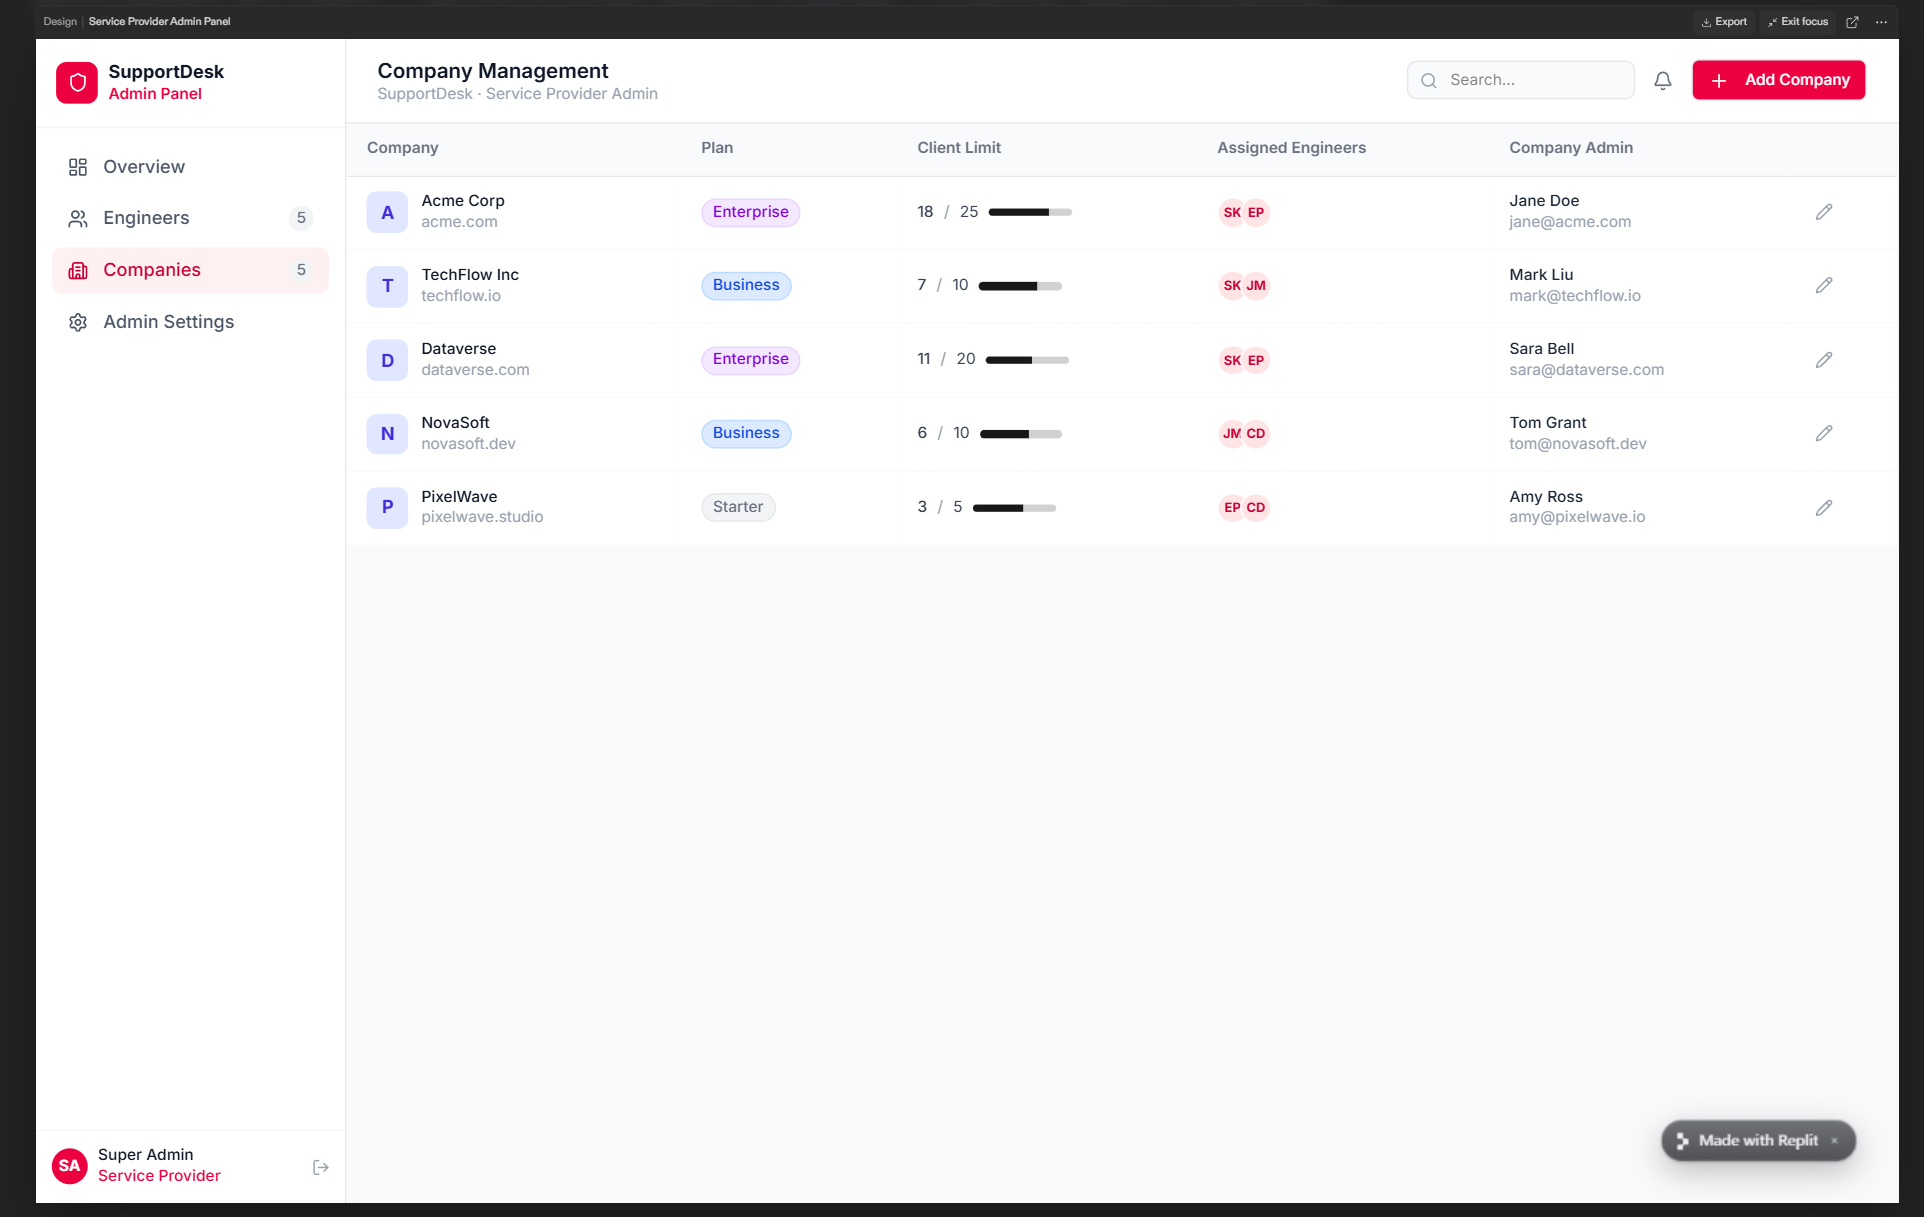 Design | Service Provider Admin Panel
Export
Exit focus
SupportDesk
Admin Panel
Overview
Engineers 5
Companies 5
Admin Settings
Super Admin
Service Provider
SA
Company Management
SupportDesk · Service Provider Admin
Search...
Add Company
Company Plan Client Limit Assigned Engineers Company Admin
A Acme Corp Enterprise 18 / 25 SK EP Jane Doe
acme.com jane@acme.com
T TechFlow Inc Business 7 / 10 SK JM Mark Liu
techflow.io mark@techflow.io
D Dataverse Enterprise 11 / 20 SK EP Sara Bell
dataverse.com sara@dataverse.com
N NovaSoft Business 6 / 10 JM CD Tom Grant
novasoft.dev tom@novasoft.dev
P PixelWave Starter 3 / 5 EP CD Amy Ross
pixelwave.studio amy@pixelwave.io
Made with Replit ×